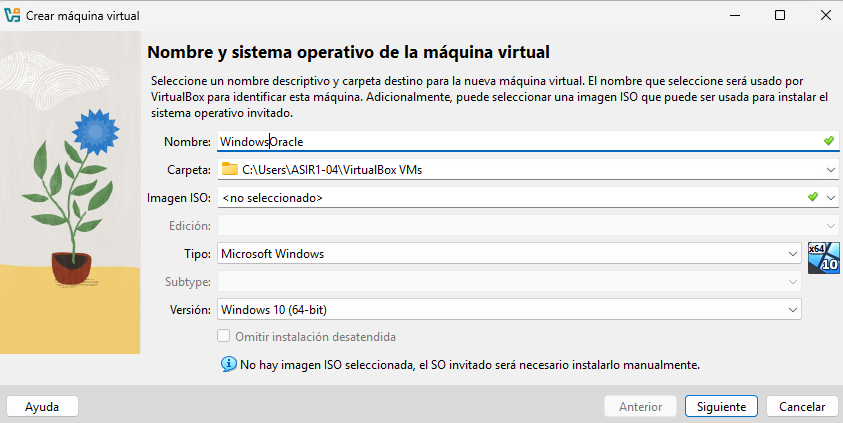 Crear máquina virtual
Nombre y sistema operativo de la máquina virtual
Seleccione un nombre descriptivo y carpeta destino para la nueva máquina virtual. El nombre que seleccione será usado por
VirtualBox para identificar esta máquina. Adicionalmente, puede seleccionar una imagen ISO que puede ser usada para instalar el
sistema operativo invitado.
Nombre: WindowsOracle
Carpeta: C:\Users\ASIR1-04\VirtualBox VMs
Imagen ISO: <no seleccionado>
Edición:
Tipo: Microsoft Windows
x64
10
Subtype:
Versión: Windows 10 (64-bit)
Omitir instalación desatendida
No hay imagen ISO seleccionada, el SO invitado será necesario instalarlo manualmente.
Ayuda Anterior Siguiente Cancelar